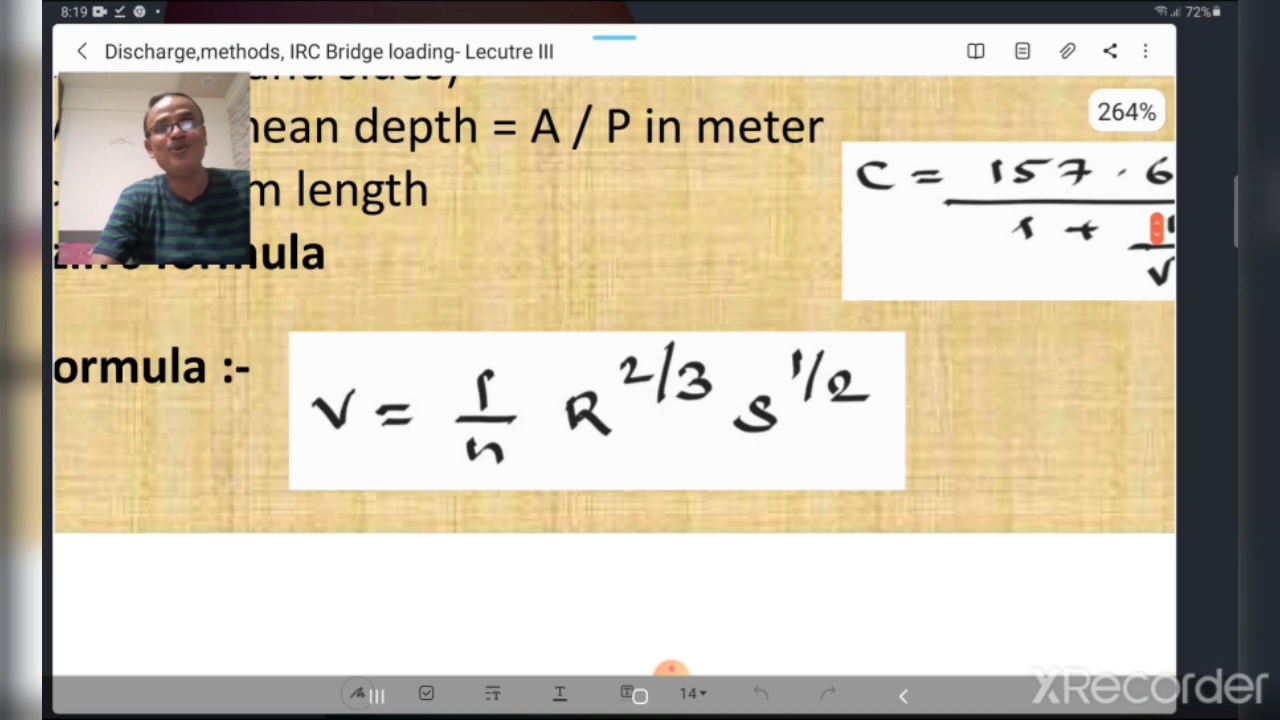 8:19
72%
Discharge,methods, IRC Bridge loading- Lecutre III
264%
mean depth = A / P in meter
length
C = 157.6
1 +
formula :-
V = 1/n R^2/3 S^1/2
14
XRecorder